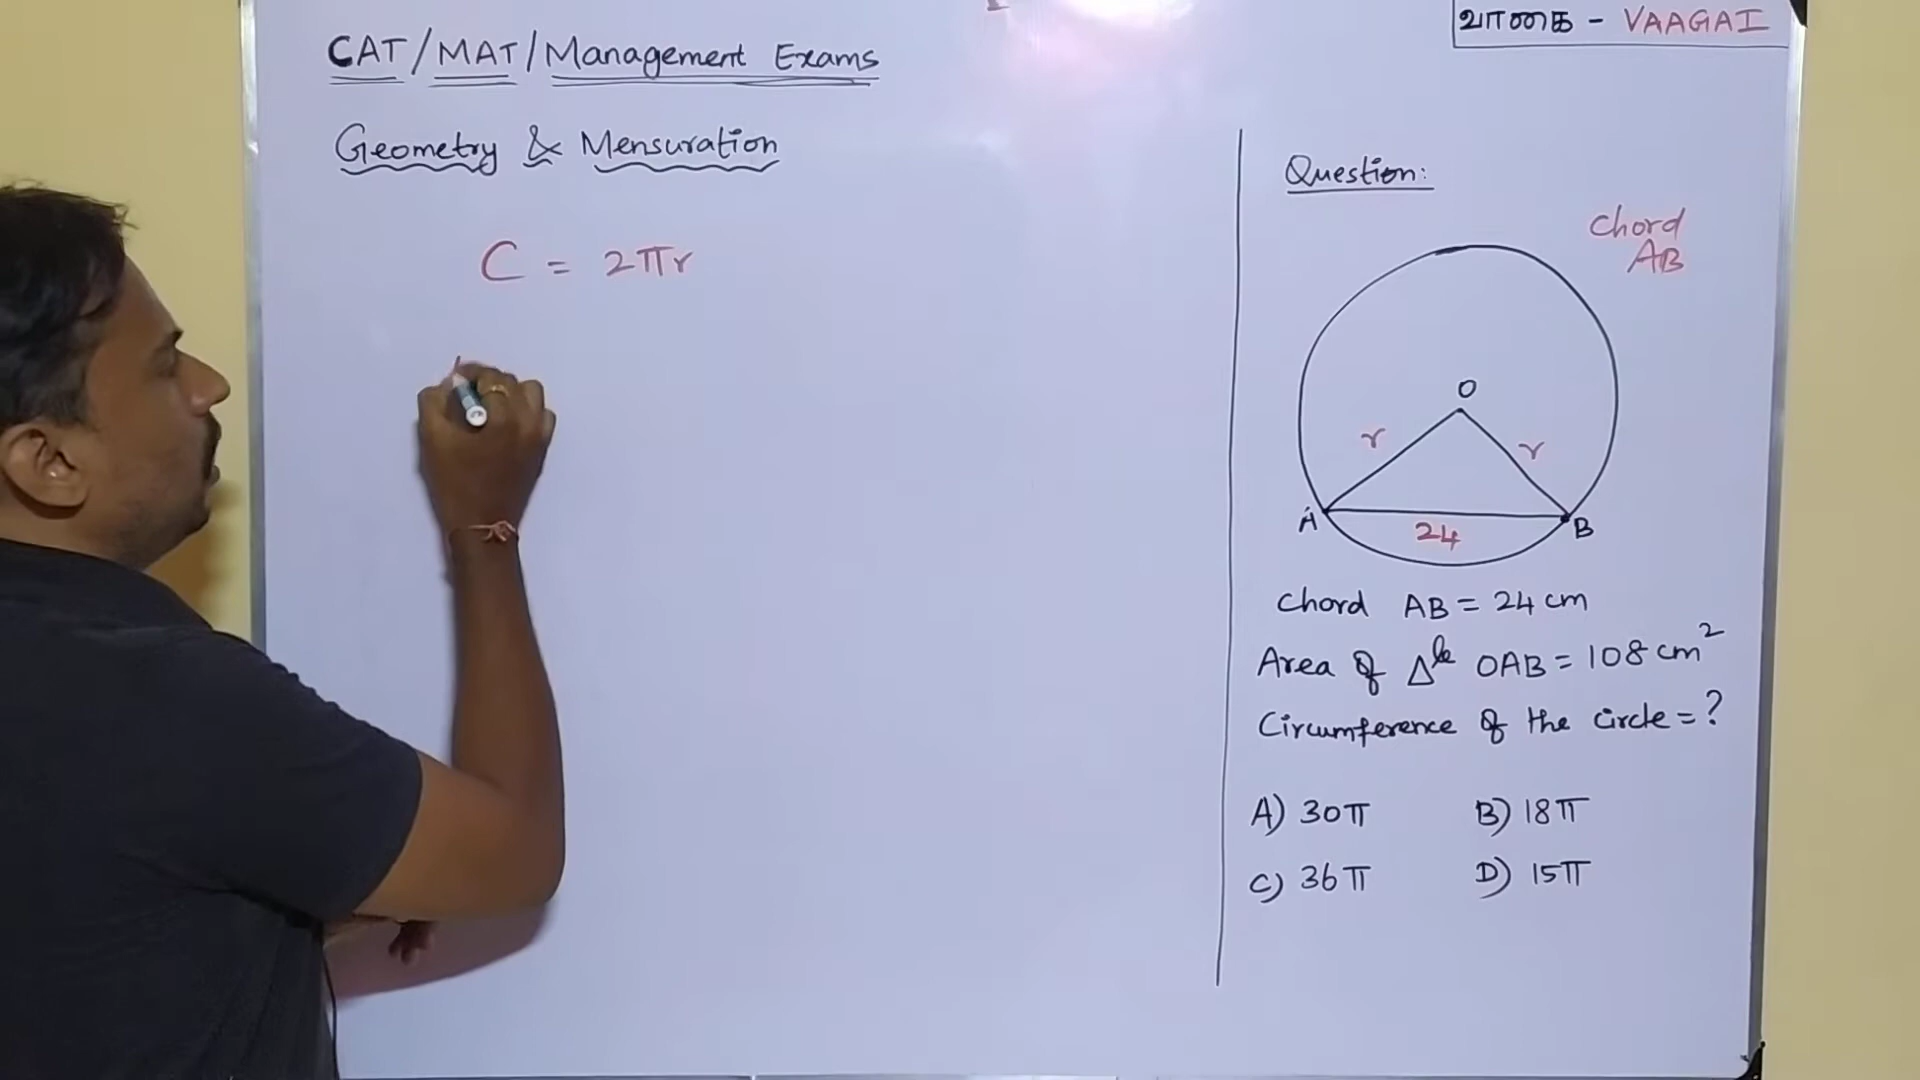 வாகை - VAAGAI
CAT/MAT/Management Exams
Geometry & Mensuration
C = 2πr
Question:
chord
AB
O
r r
A 24 B
Chord AB = 24 cm
Area of Δle OAB = 108 cm²
Circumference of the circle = ?
A) 30π B) 18π
C) 36π D) 15π